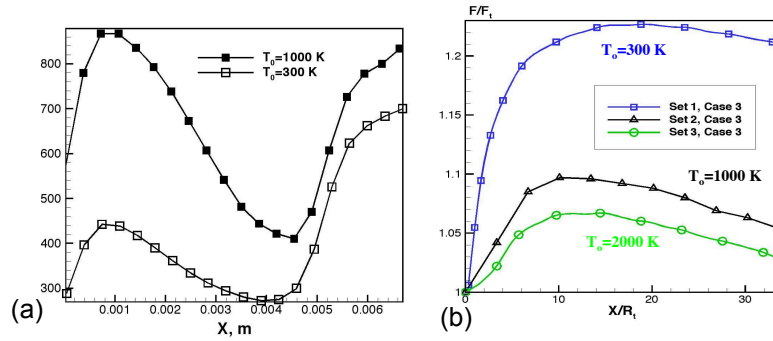 800
700
600
500
400
300
T₀=1000 K
T₀=300 K
0.001 0.002 0.003 0.004 0.005 0.006
X, m
(a)
F/Fₜ
1.2
1.15
1.1
1.05
1
Tₒ=300 K
Set 1, Case 3
Set 2, Case 3
Set 3, Case 3
Tₒ=1000 K
Tₒ=2000 K
0 10 20 30
X/Rₜ
(b)